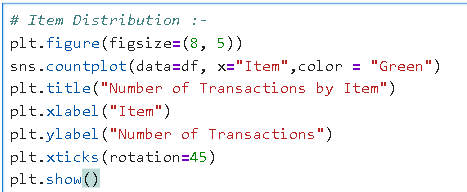 # Item Distribution :-
plt.figure(figsize=(8, 5))
sns.countplot(data=df, x="Item",color = "Green")
plt.title("Number of Transactions by Item")
plt.xlabel("Item")
plt.ylabel("Number of Transactions")
plt.xticks(rotation=45)
plt.show()